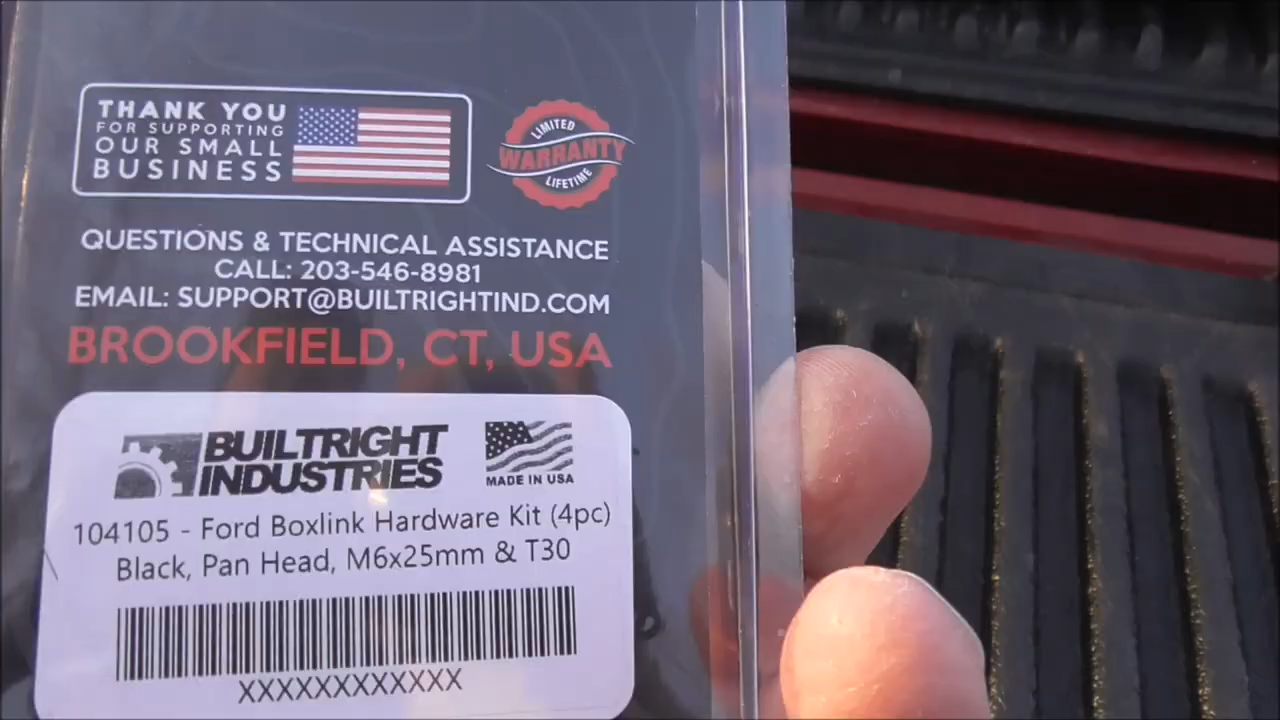 THANK YOU
FOR SUPPORTING
OUR SMALL
BUSINESS
LIMITED
WARRANTY
LIFETIME
QUESTIONS & TECHNICAL ASSISTANCE
CALL: 203-546-8981
EMAIL: SUPPORT@BUILTRIGHTIND.COM
BROOKFIELD, CT, USA
BUILTRIGHT
INDUSTRIES
MADE IN USA
104105 - Ford Boxlink Hardware Kit (4pc)
Black, Pan Head, M6x25mm & T30
XXXXXXXXXXXX